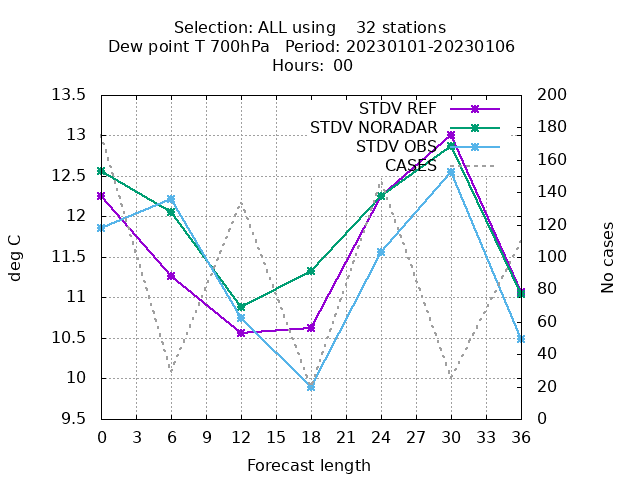 Selection: ALL using    32 stations
Dew point T 700hPa   Period: 20230101-20230106
Hours:  00
STDV REF
STDV NORADAR
STDV OBS
CASES
13.5
13
12.5
12
11.5
11
10.5
10
9.5
deg C
200
180
160
140
120
100
80
60
40
20
0
No cases
0 3 6 9 12 15 18 21 24 27 30 33 36
Forecast length